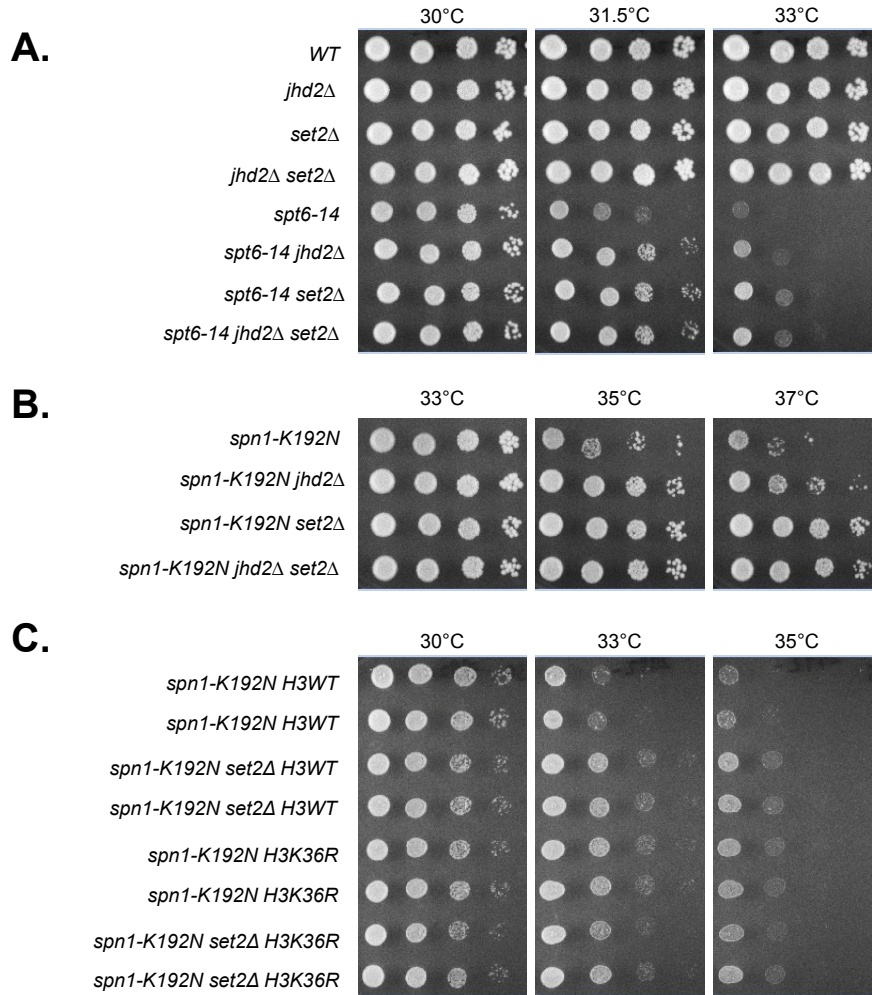 A.
30°C 31.5°C 33°C
WT
jhd2Δ
set2Δ
jhd2Δ set2Δ
spt6-14
spt6-14 jhd2Δ
spt6-14 set2Δ
spt6-14 jhd2Δ set2Δ
B.
33°C 35°C 37°C
spn1-K192N
spn1-K192N jhd2Δ
spn1-K192N set2Δ
spn1-K192N jhd2Δ set2Δ
C.
30°C 33°C 35°C
spn1-K192N H3WT
spn1-K192N H3WT
spn1-K192N set2Δ H3WT
spn1-K192N set2Δ H3WT
spn1-K192N H3K36R
spn1-K192N H3K36R
spn1-K192N set2Δ H3K36R
spn1-K192N set2Δ H3K36R